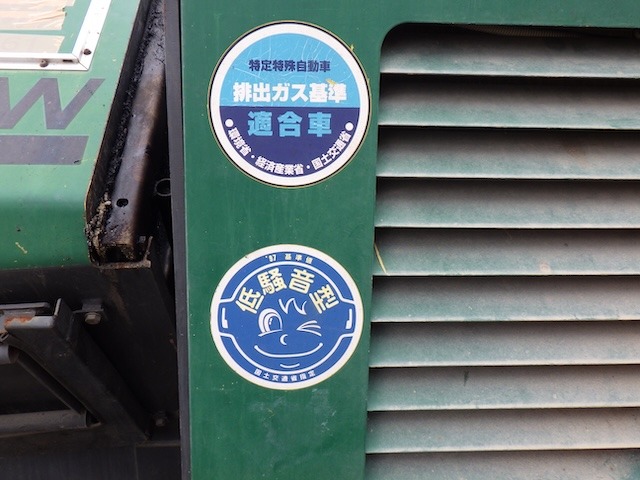 W
特定特殊自動車
排出ガス基準
適合車
●環境省・経済産業省・国土交通省●
'97 基準値
低騒音型
国土交通省指定